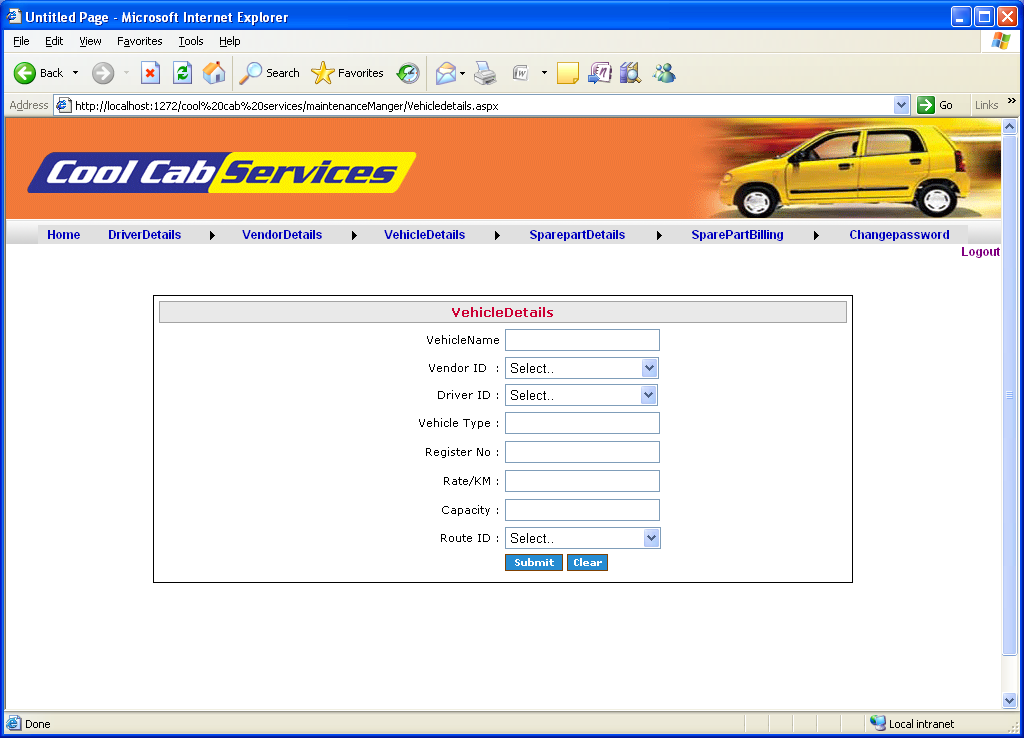 Untitled Page - Microsoft Internet Explorer
File Edit View Favorites Tools Help
Back Search Favorites
Address http://localhost:1272/cool%20cab%20services/maintenanceManger/Vehicledetails.aspx Go Links »
Cool Cab Services
Home DriverDetails VendorDetails VehicleDetails SparepartDetails SparePartBilling Changepassword
Logout
VehicleDetails
VehicleName
Vendor ID : Select..
Driver ID : Select..
Vehicle Type :
Register No :
Rate/KM :
Capacity :
Route ID : Select..
Submit Clear
Done Local intranet